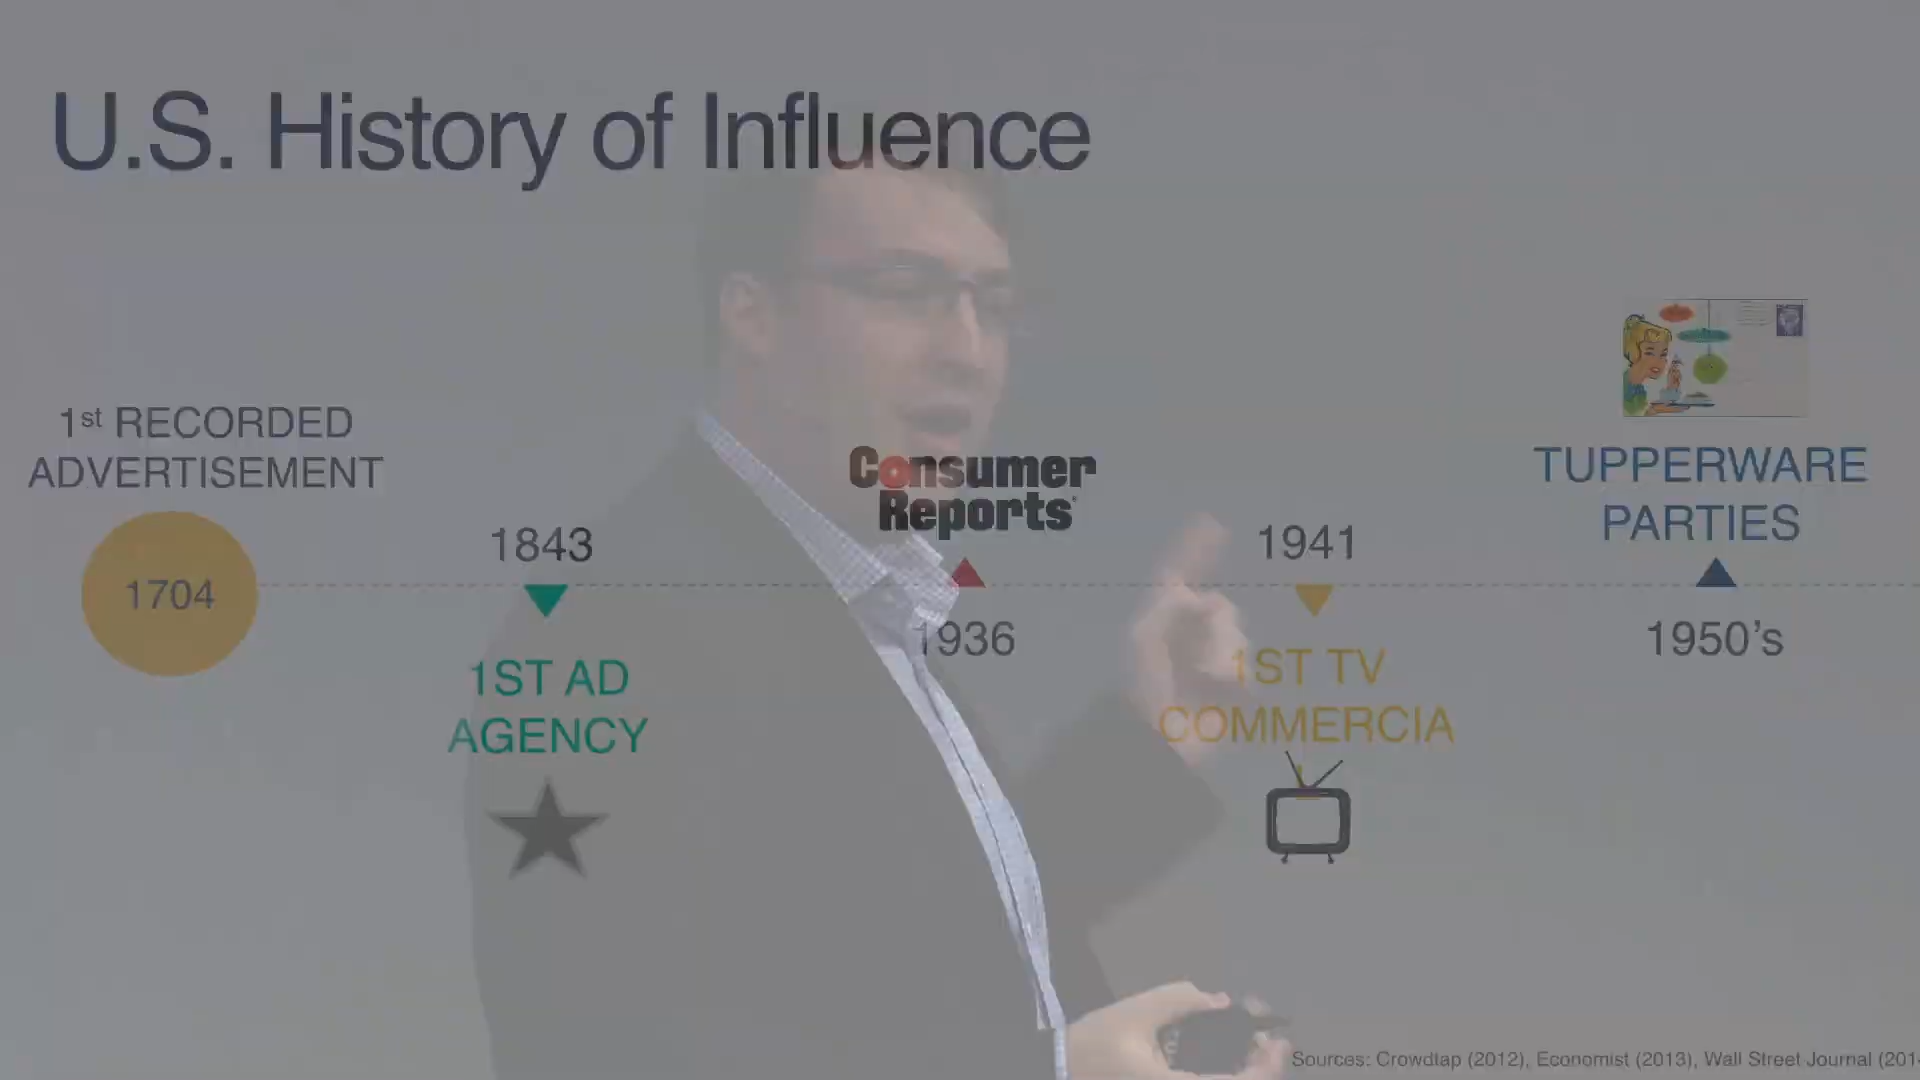 U.S. History of Influence
1st RECORDED
ADVERTISEMENT
1704
1843
1ST AD
AGENCY
Consumer
Reports
1936
1941
1ST TV
COMMERCIA
TUPPERWARE
PARTIES
1950's
Sources: Crowdtap (2012), Economist (2013), Wall Street Journal (201